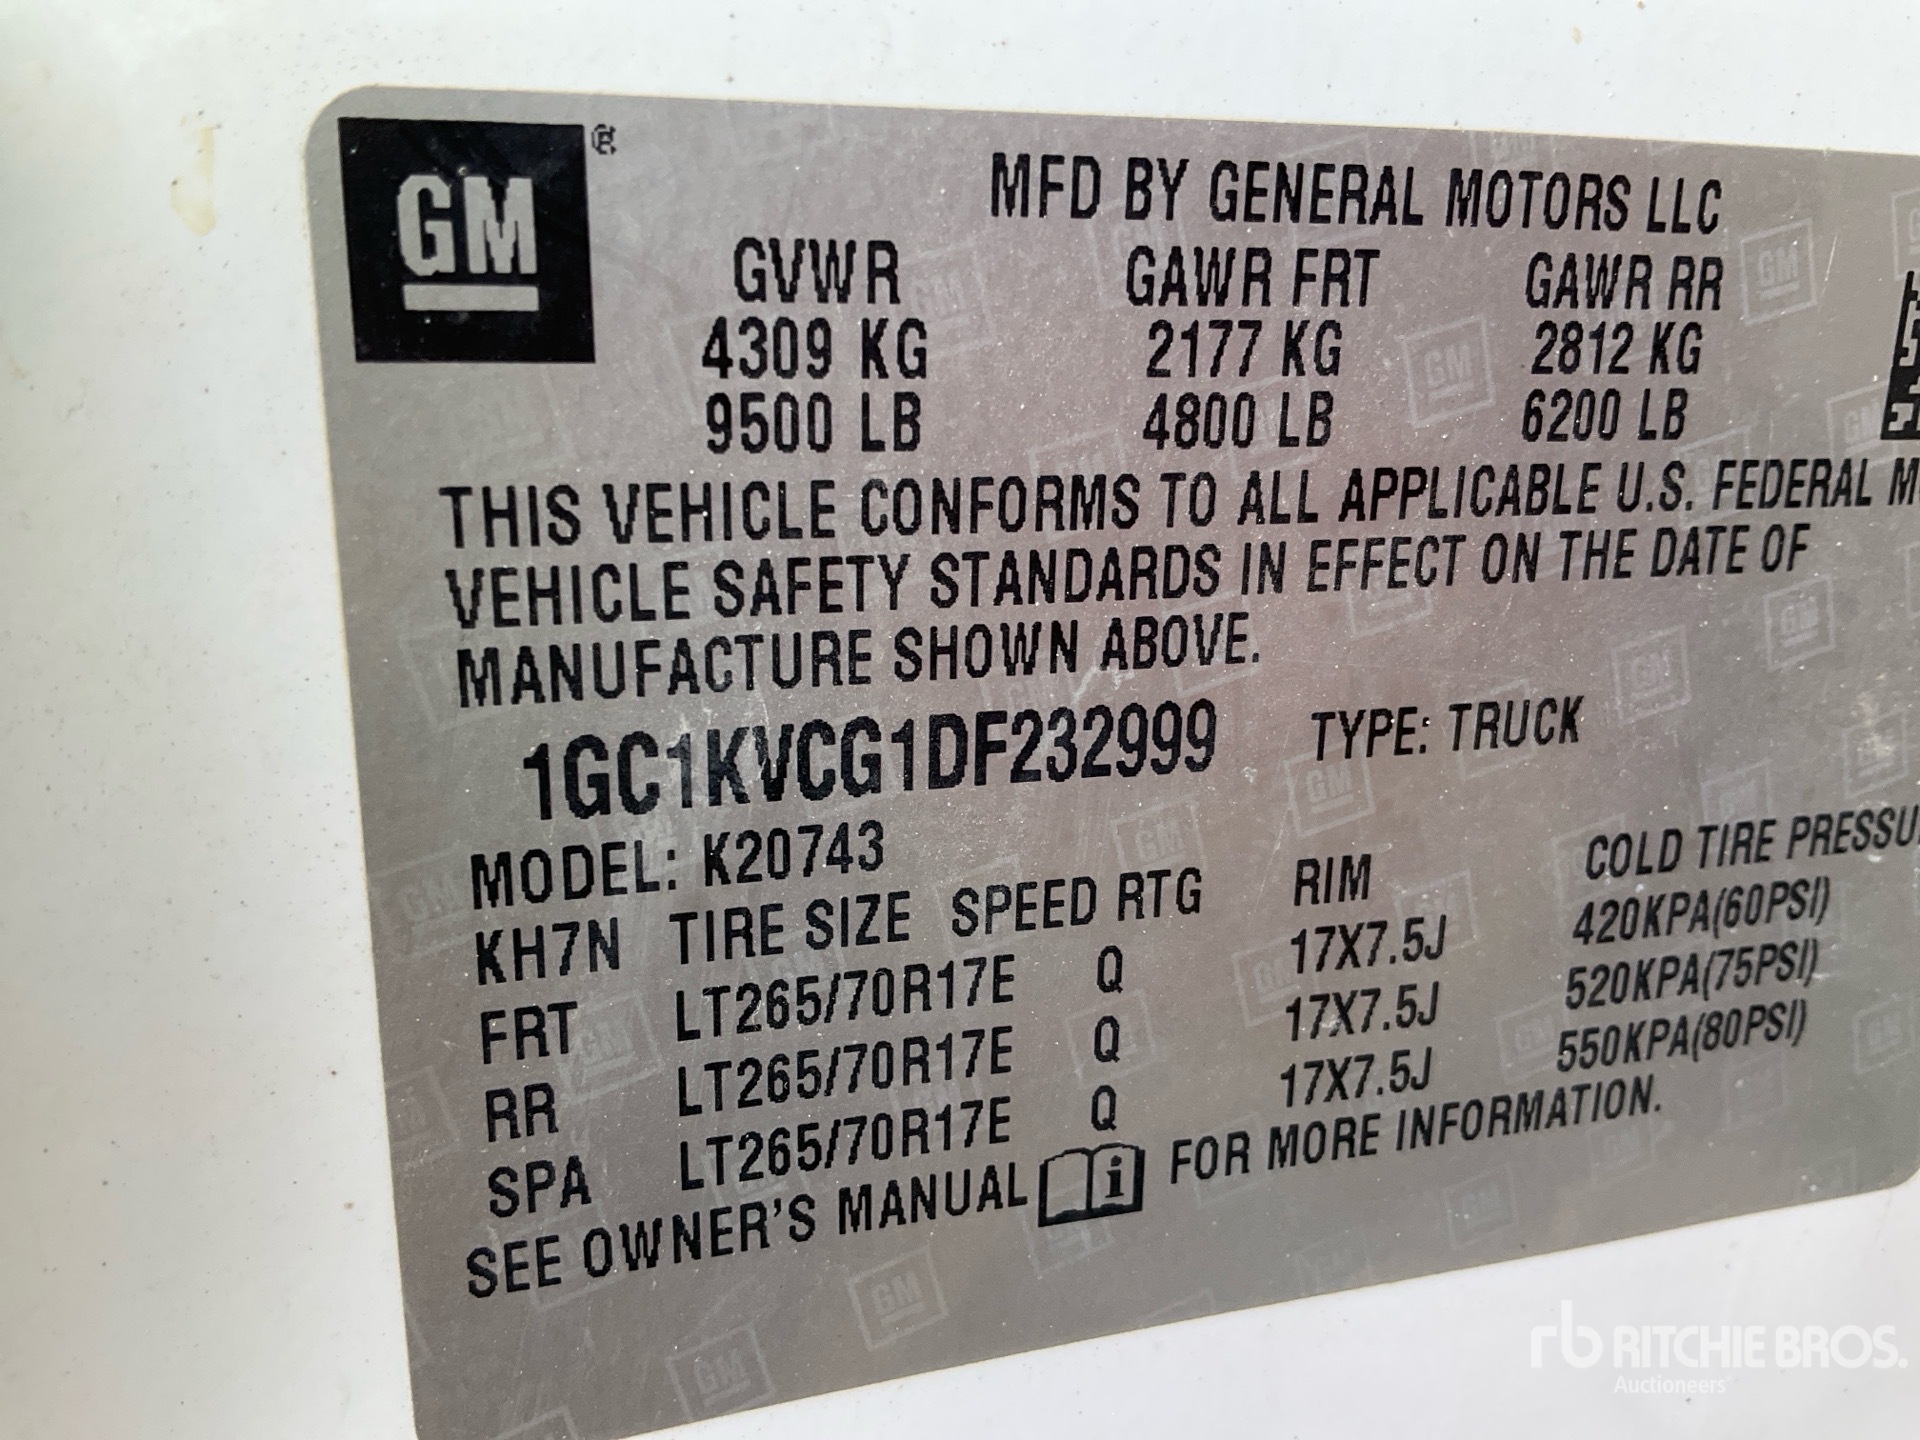 GM
MFD BY GENERAL MOTORS LLC
GVWR GAWR FRT GAWR RR
4309 KG 2177 KG 2812 KG
9500 LB 4800 LB 6200 LB
THIS VEHICLE CONFORMS TO ALL APPLICABLE U.S. FEDERAL M
VEHICLE SAFETY STANDARDS IN EFFECT ON THE DATE OF
MANUFACTURE SHOWN ABOVE.
1GC1KVCG1DF232999 TYPE: TRUCK
MODEL: K20743
KH7N TIRE SIZE SPEED RTG RIM COLD TIRE PRESSU
FRT LT265/70R17E Q 17X7.5J 420KPA(60PSI)
RR LT265/70R17E Q 17X7.5J 520KPA(75PSI)
SPA LT265/70R17E Q 17X7.5J 550KPA(80PSI)
SEE OWNER'S MANUAL i FOR MORE INFORMATION.
rb RITCHIE BROS.
Auctioneers